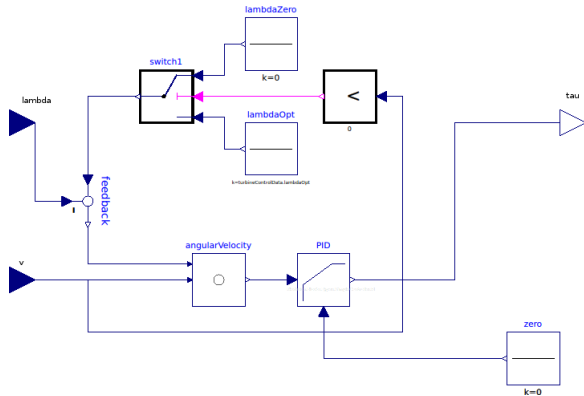 lambdaZero
k=0
switch1
<
0
lambda
tau
lambdaOpt
k=turbineControlData.lambdaOpt
feedback
v
angularVelocity
PID
zero
k=0